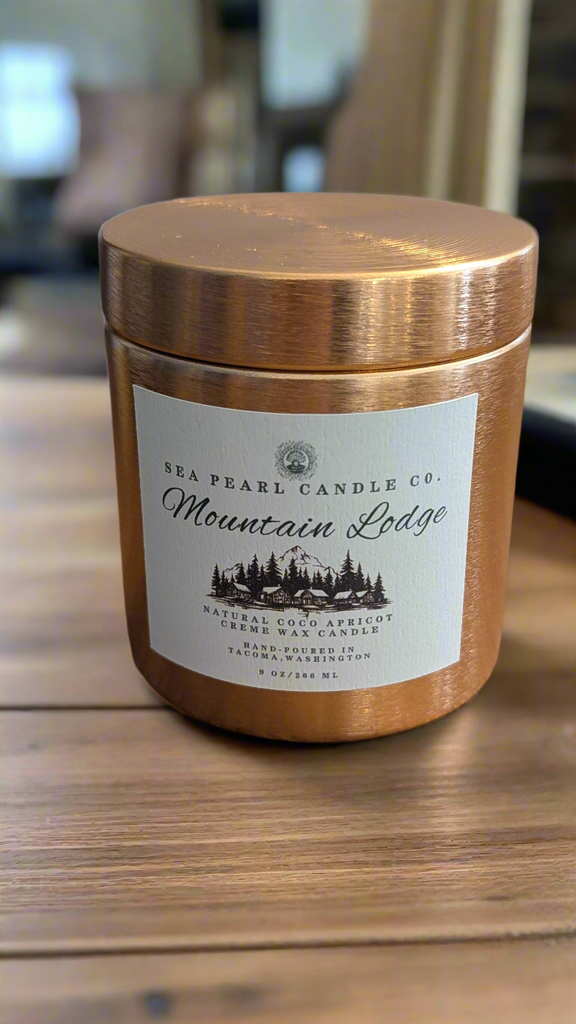 SEA PEARL CANDLE CO.
Mountain Lodge
NATURAL COCO APRICOT
CREME WAX CANDLE
HAND-POURED IN
TACOMA, WASHINGTON
9 OZ/266 ML